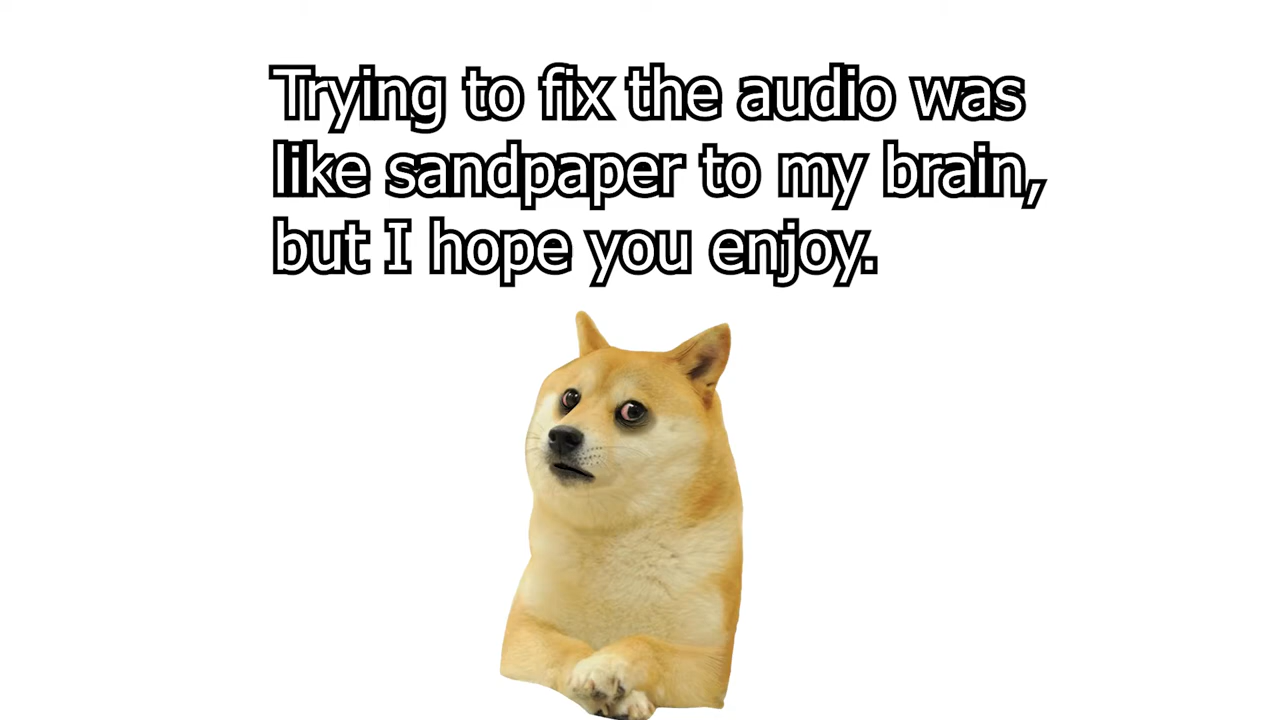 Trying to fix the audio was
like sandpaper to my brain,
but I hope you enjoy.